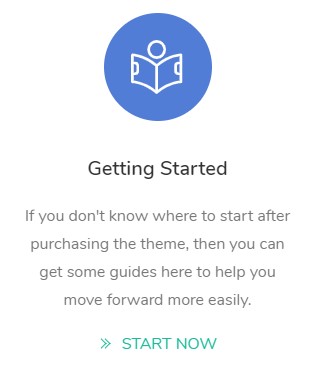 Getting Started
If you don't know where to start after
purchasing the theme, then you can
get some guides here to help you
move forward more easily.
START NOW